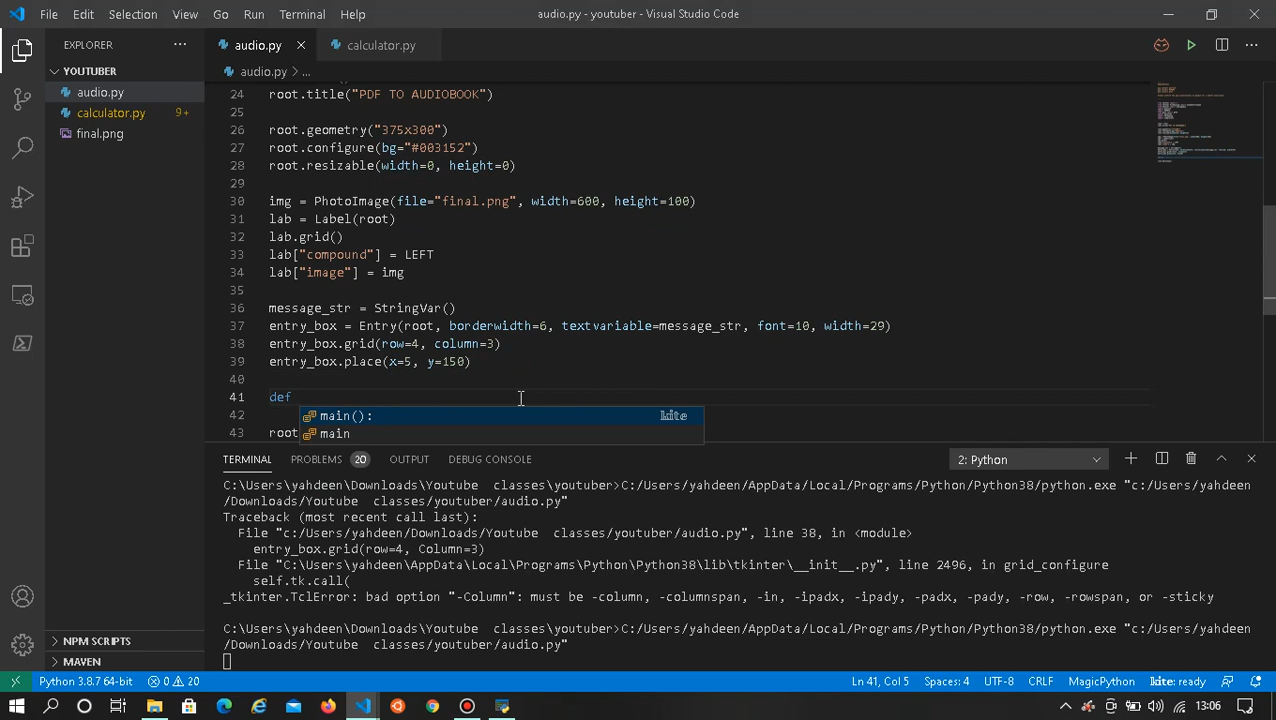 File Edit Selection View Go Run Terminal Help audio.py - youtuber - Visual Studio Code
EXPLORER
audio.py
calculator.py
audio.py > ...
YOUTUBER
audio.py
calculator.py 9+
final.png
24 root.title("PDF TO AUDIOBOOK")
25
26 root.geometry("375x300")
27 root.configure(bg="#003152")
28 root.resizable(width=0, height=0)
29
30 img = PhotoImage(file="final.png", width=600, height=100)
31 lab = Label(root)
32 lab.grid()
33 lab["compound"] = LEFT
34 lab["image"] = img
35
36 message_str = StringVar()
37 entry_box = Entry(root, borderwidth=6, textvariable=message_str, font=10, width=29)
38 entry_box.grid(row=4, column=3)
39 entry_box.place(x=5, y=150)
40
41 def
42 main(): kite
main
43 root
TERMINAL PROBLEMS 20 OUTPUT DEBUG CONSOLE 2: Python
C:\Users\yahdeen\Downloads\Youtube classes\youtuber>C:/Users/yahdeen/AppData/Local/Programs/Python/Python38/python.exe "c:/Users/yahdeen
/Downloads/Youtube classes/youtuber/audio.py"
Traceback (most recent call last):
File "c:/Users/yahdeen/Downloads/Youtube classes/youtuber/audio.py", line 38, in <module>
entry_box.grid(row=4, Column=3)
File "C:\Users\yahdeen\AppData\Local\Programs\Python\Python38\lib\tkinter\__init__.py", line 2496, in grid_configure
self.tk.call(
_tkinter.TclError: bad option "-Column": must be -column, -columnspan, -in, -ipadx, -ipady, -padx, -pady, -row, -rowspan, or -sticky
C:\Users\yahdeen\Downloads\Youtube classes\youtuber>C:/Users/yahdeen/AppData/Local/Programs/Python/Python38/python.exe "c:/Users/yahdeen
/Downloads/Youtube classes/youtuber/audio.py"
NPM SCRIPTS
MAVEN
Python 3.8.7 64-bit 0 20 Ln 41, Col 5 Spaces: 4 UTF-8 CRLF MagicPython kite: ready
13:06